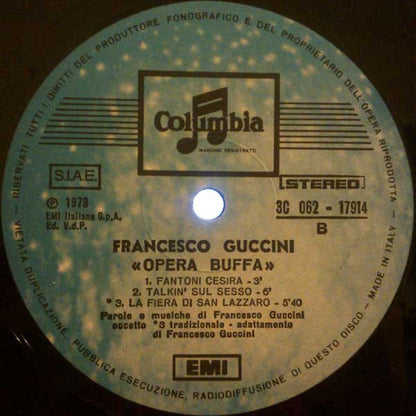 RISERVATI TUTTI I DIRITTI DEL PRODUTTORE FONOGRAFICO E DEL PROPRIETARIO DELL'OPERA RIPRODOTTA
Columbia
MARCHIO REGISTRATO
S.I.A.E.
STEREO
℗ 1973
EMI Italiana S.p.A.
Ed. V.d.P.
3C 062 - 17914
B
FRANCESCO GUCCINI
«OPERA BUFFA»
1. FANTONI CESIRA - 3'
2. TALKIN' SUL SESSO - 6'
*3. LA FIERA DI SAN LAZZARO - 5'40
Parole e musiche di Francesco Guccini
eccetto *3 tradizionale - adattamento
di Francesco Guccini
EMI
VIETATA DUPLICAZIONE, PUBBLICA ESECUZIONE, RADIODIFFUSIONE DI QUESTO DISCO - MADE IN ITALY -